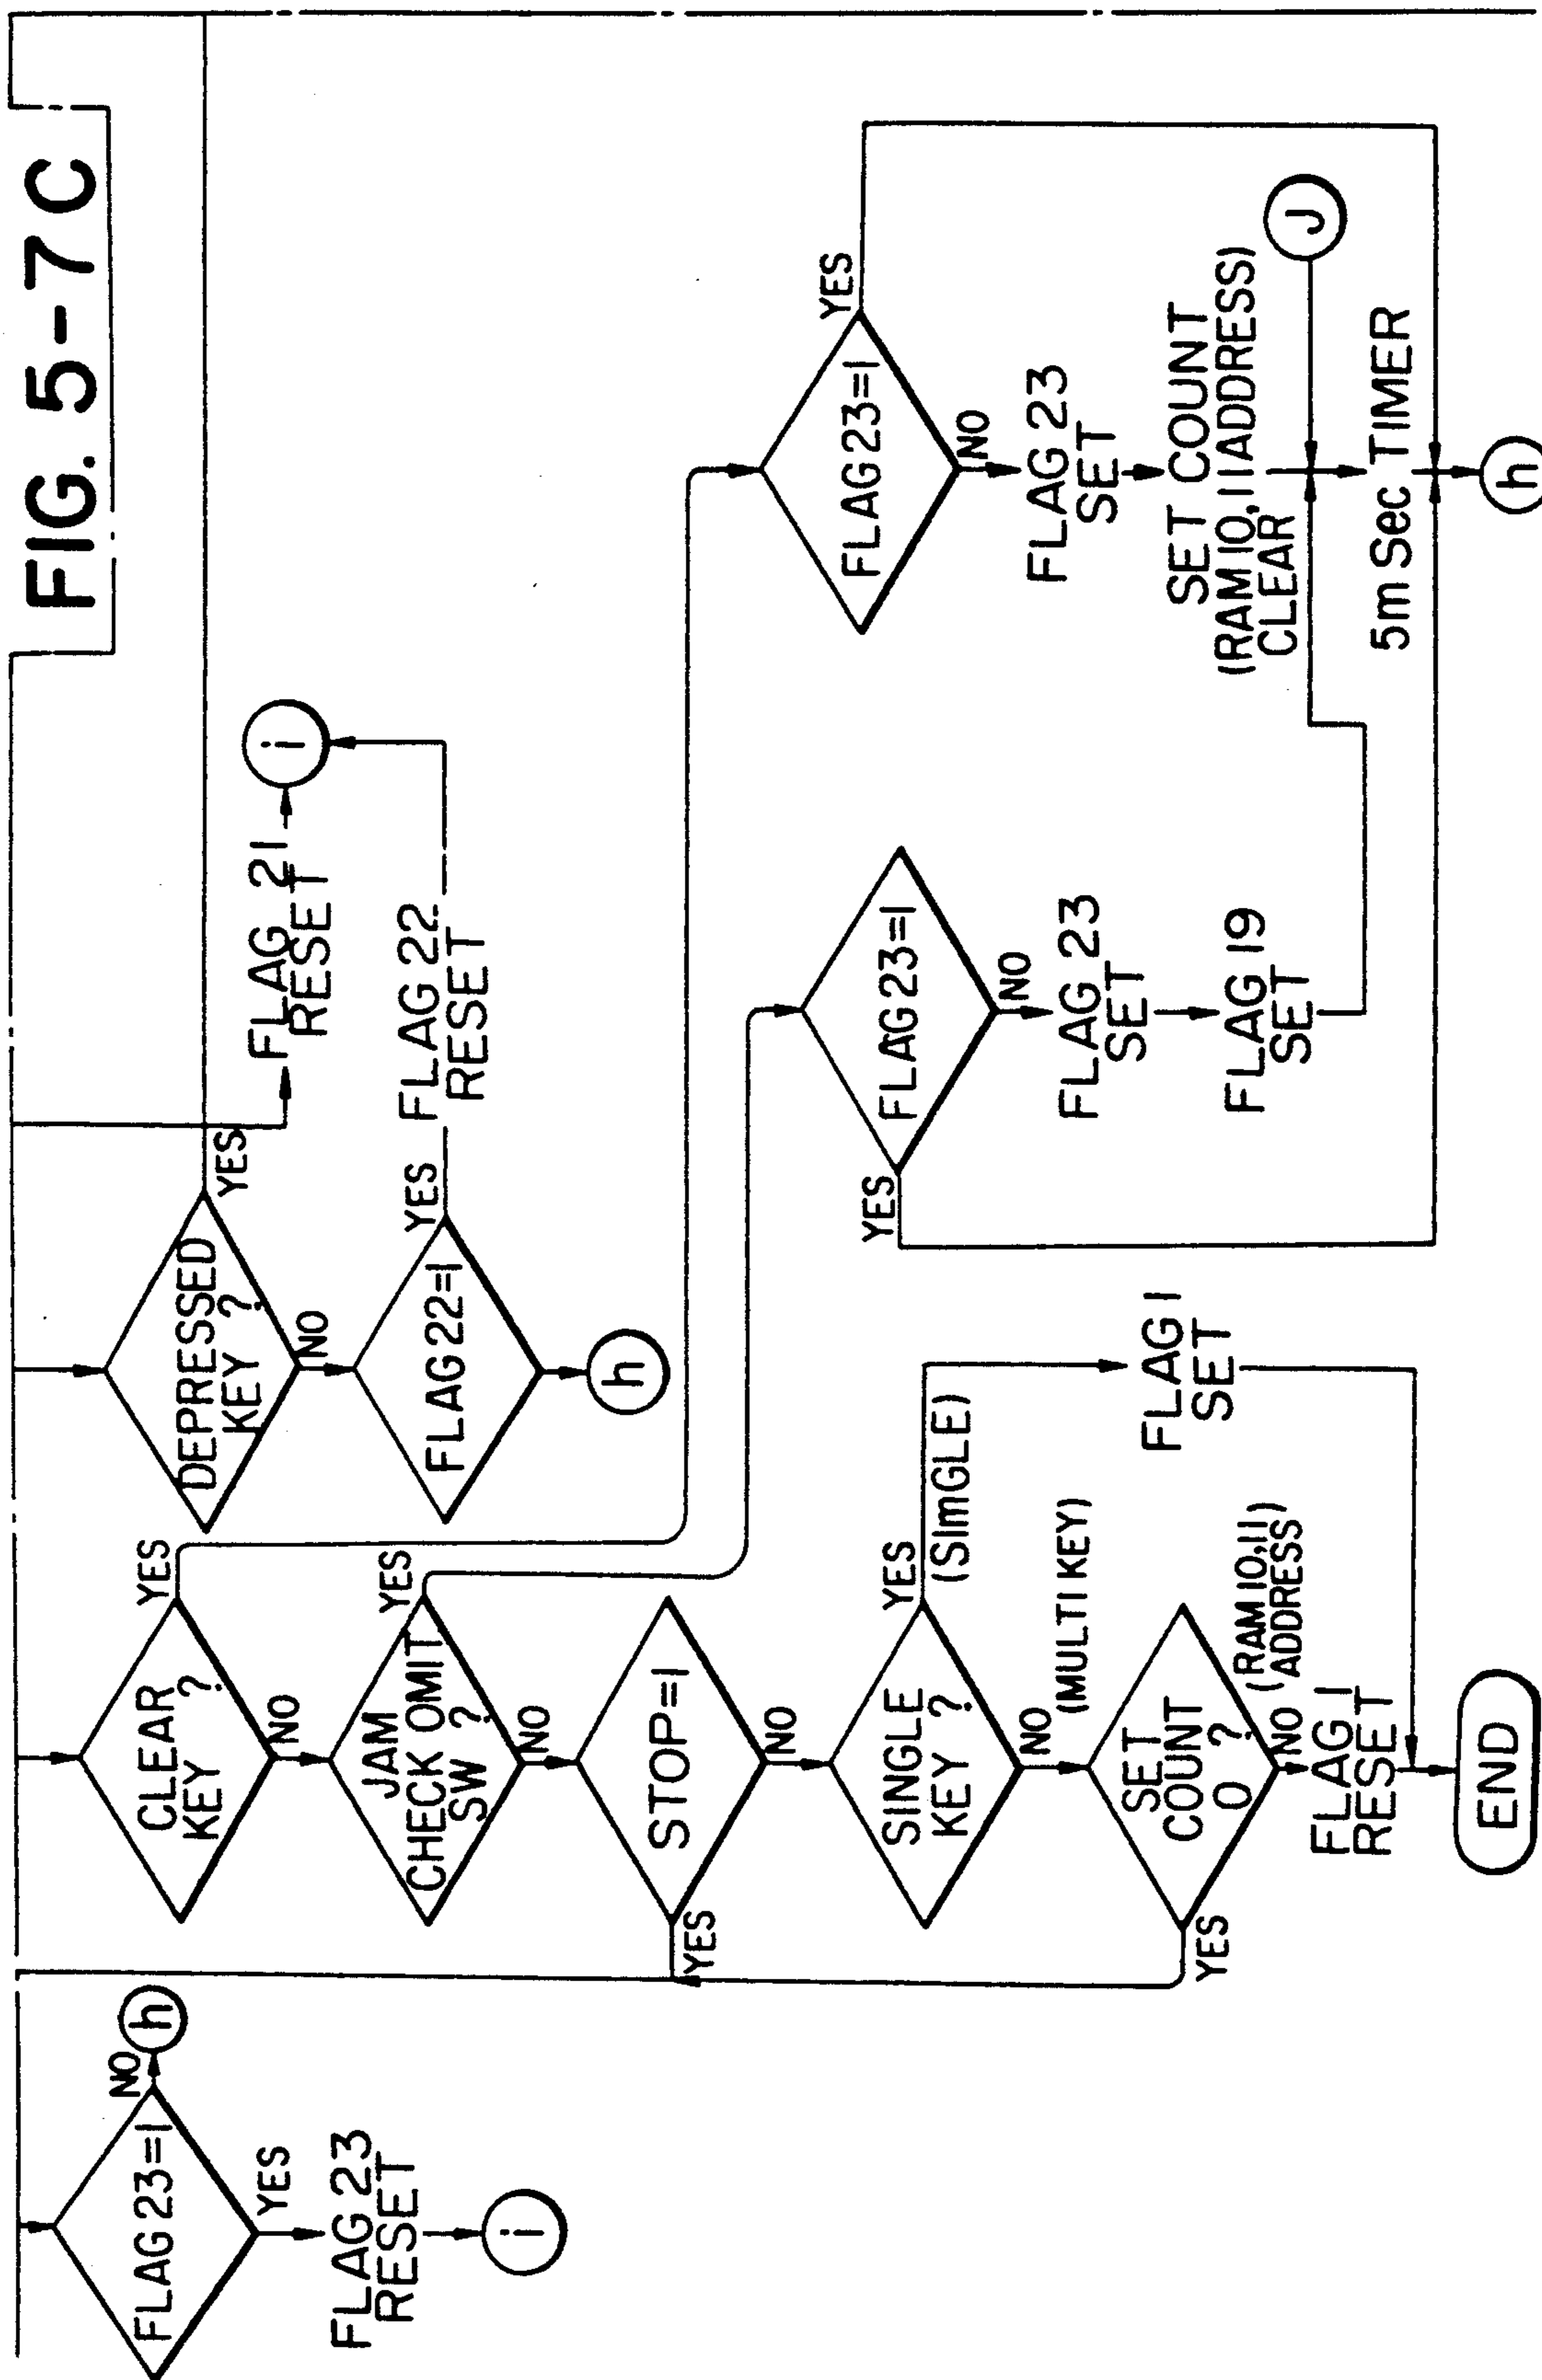 FIG. 5-7C
FLAG 23=1
NO
h
YES
FLAG 23
RESET
i
CLEAR
KEY ?
YES
NO
JAM
CHECK OMIT
SW ?
YES
NO
STOP=1
YES
NO
SINGLE
KEY ?
YES
(SImGLE)
NO
(MULTI KEY)
SET
COUNT
0 ?
YES
NO
(RAM 10,11)
ADDRESS
FLAG 1
RESET
FLAG 1
SET
END
DEPRESSED
KEY ?
YES
NO
FLAG 22=1
YES
h
FLAG 21
RESET
i
FLAG 22
RESET
FLAG 23=1
YES
NO
FLAG 23
SET
FLAG 19
SET
FLAG 23=1
YES
NO
FLAG 23
SET
SET COUNT
(RAM 10,11 ADDRESS)
CLEAR
J
5m Sec TIMER
h